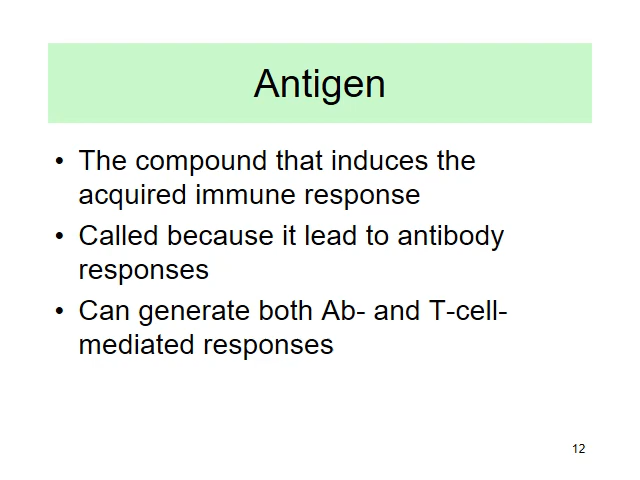 Antigen
• The compound that induces the
acquired immune response
• Called because it lead to antibody
responses
• Can generate both Ab- and T-cell-
mediated responses
12